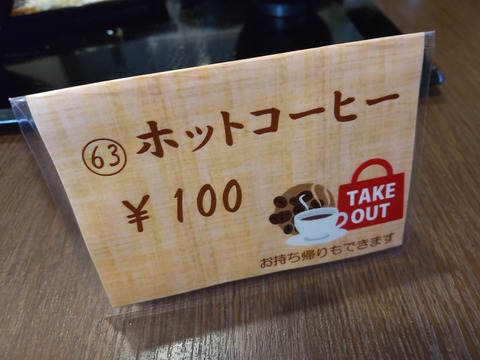 63 ホットコーヒー
¥ 100
TAKE
OUT
お持ち帰りもできます